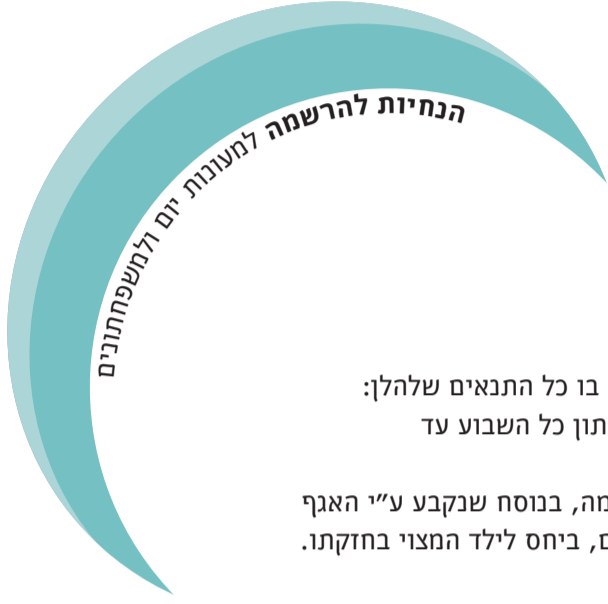 הנחיות להרשמה למעונות יום ולמשפחתונים
בו כל התנאים שלהלן:
תון כל השבוע עד
מה, בנוסח שנקבע ע״י האגף
ם, ביחס לילד המצוי בחזקתו.